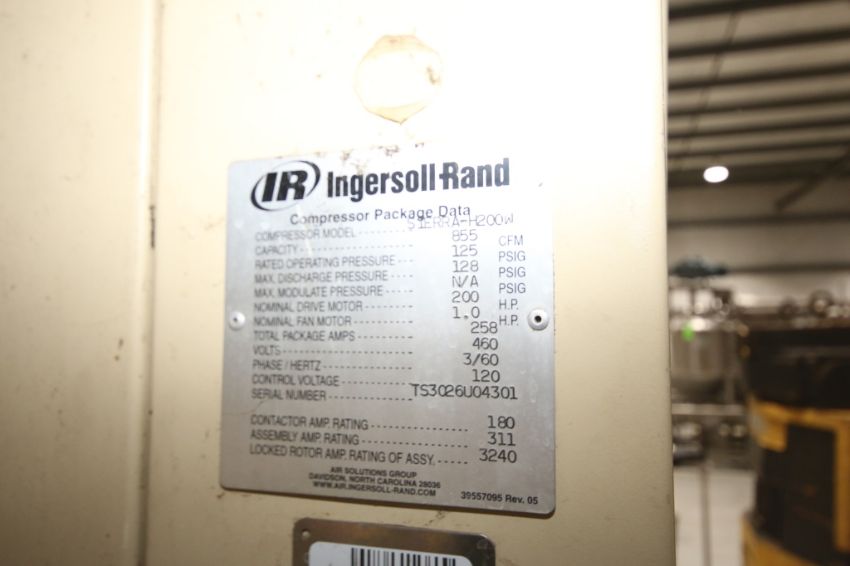 IR Ingersoll-Rand
Compressor Package Data
COMPRESSOR MODEL SIERRA-H200W
CAPACITY 855 CFM
RATED OPERATING PRESSURE 125 PSIG
MAX. DISCHARGE PRESSURE 128 PSIG
MAX. MODULATE PRESSURE N/A PSIG
NOMINAL DRIVE MOTOR 200 H.P.
NOMINAL FAN MOTOR 1.0 H.P.
TOTAL PACKAGE AMPS 258
VOLTS 460
PHASE / HERTZ 3/60
CONTROL VOLTAGE 120
SERIAL NUMBER TS3026U04301
CONTACTOR AMP. RATING 180
ASSEMBLY AMP. RATING 311
LOCKED ROTOR AMP. RATING OF ASSY. 3240
AIR SOLUTIONS GROUP
DAVIDSON, NORTH CAROLINA 28036
WWW.AIR.INGERSOLL-RAND.COM
39557095 Rev. 05